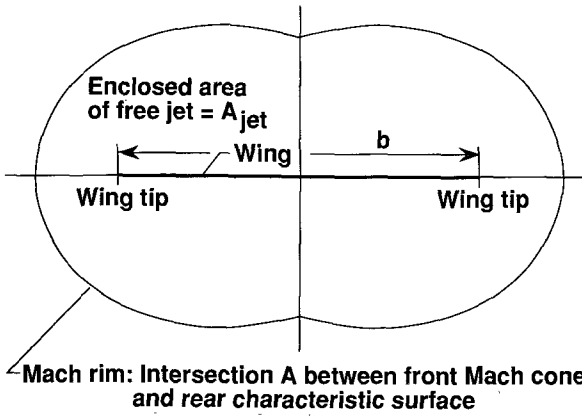 Enclosed area
of free jet = A_jet
Wing
b
Wing tip
Wing tip
Mach rim: Intersection A between front Mach cone
and rear characteristic surface